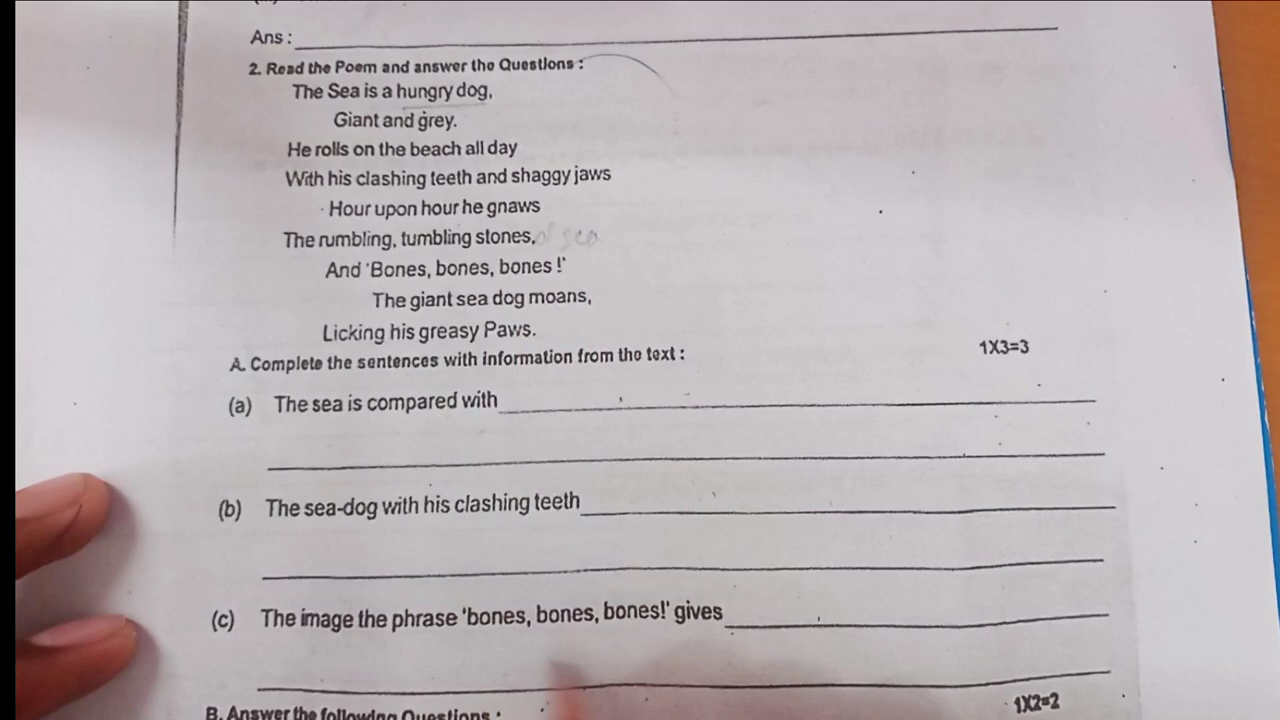 Ans :
2. Read the Poem and answer the Questions :
The Sea is a hungry dog,
Giant and grey.
He rolls on the beach all day
With his clashing teeth and shaggy jaws
Hour upon hour he gnaws
The rumbling, tumbling stones, of sea
And 'Bones, bones, bones !'
The giant sea dog moans,
Licking his greasy Paws.
A. Complete the sentences with information from the text : 1X3=3
(a) The sea is compared with
(b) The sea-dog with his clashing teeth
(c) The image the phrase 'bones, bones, bones!' gives
B. Answer the following Questions : 1X2=2